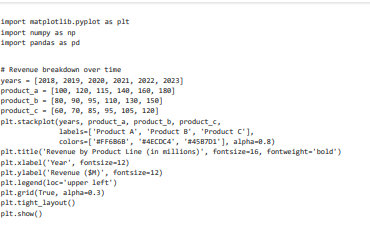 import matplotlib.pyplot as plt
import numpy as np
import pandas as pd
# Revenue breakdown over time
years = [2018, 2019, 2020, 2021, 2022, 2023]
product_a = [100, 120, 115, 140, 160, 180]
product_b = [80, 90, 95, 110, 130, 150]
product_c = [60, 70, 85, 95, 105, 120]
plt.stackplot(years, product_a, product_b, product_c,
labels=['Product A', 'Product B', 'Product C'],
colors=['#FF6B6B', '#4ECDC4', '#45B7D1'], alpha=0.8)
plt.title('Revenue by Product Line (in millions)', fontsize=16, fontweight='bold')
plt.xlabel('Year', fontsize=12)
plt.ylabel('Revenue ($M)', fontsize=12)
plt.legend(loc='upper left')
plt.grid(True, alpha=0.3)
plt.tight_layout()
plt.show()